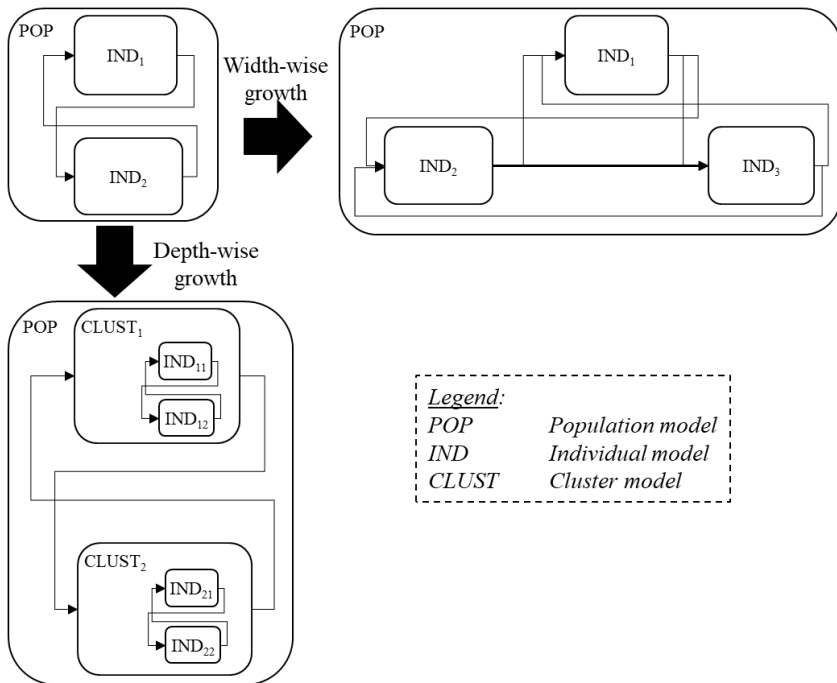 POP
IND₁
IND₂
Width-wise
growth
POP
IND₁
IND₂
IND₃
Depth-wise
growth
POP
CLUST₁
IND₁₁
IND₁₂
CLUST₂
IND₂₁
IND₂₂
Legend:
POP Population model
IND Individual model
CLUST Cluster model